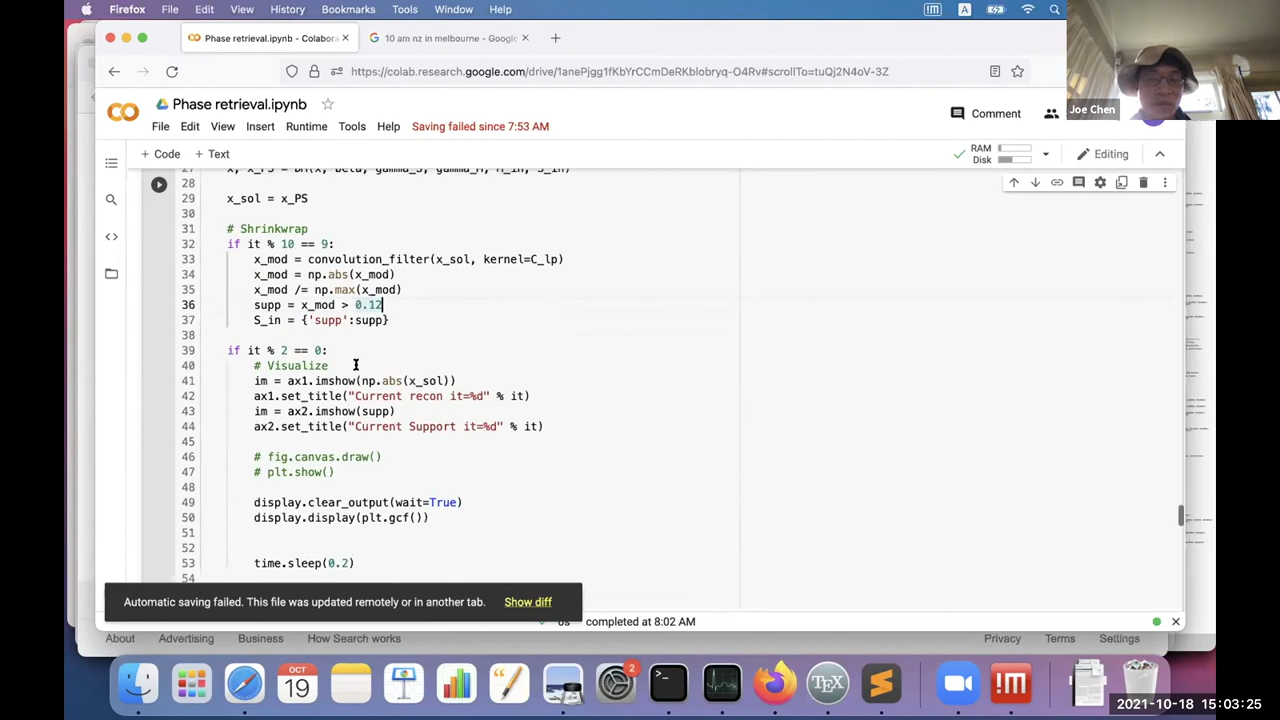 Firefox File Edit View History Bookmarks Tools Window Help
Phase retrieval.ipynb - Colabora
10 am nz in melbourne - Google
https://colab.research.google.com/drive/1anePjgg1fKbYrCCmDeRKblobryq-O4Rv#scrollTo=tuQj2N4oV-3Z
Joe Chen
Phase retrieval.ipynb
Comment
File Edit View Insert Runtime Tools Help Saving failed since 7:53 AM
+ Code + Text
RAM
Disk
Editing
28
29 x_sol = x_PS
30
31 # Shrinkwrap
32 if it % 10 == 9:
33 x_mod = convolution_filter(x_sol, kernel=C_lp)
34 x_mod = np.abs(x_mod)
35 x_mod /= np.max(x_mod)
36 supp = x_mod > 0.12
37 S_in = {'supp':supp}
38
39 if it % 2 == 0:
40 # Visualize
41 im = ax1.imshow(np.abs(x_sol))
42 ax1.set_title("Current recon it=%d" % it)
43 im = ax2.imshow(supp)
44 ax2.set_title("Current Support it=%d" % it)
45
46 # fig.canvas.draw()
47 # plt.show()
48
49 display.clear_output(wait=True)
50 display.display(plt.gcf())
51
52
53 time.sleep(0.2)
54
Automatic saving failed. This file was updated remotely or in another tab. Show diff
completed at 8:02 AM
About Advertising Business How Search works Privacy Terms Settings
OCT
19
2
TEX
!M
2021-10-18 15:03:25